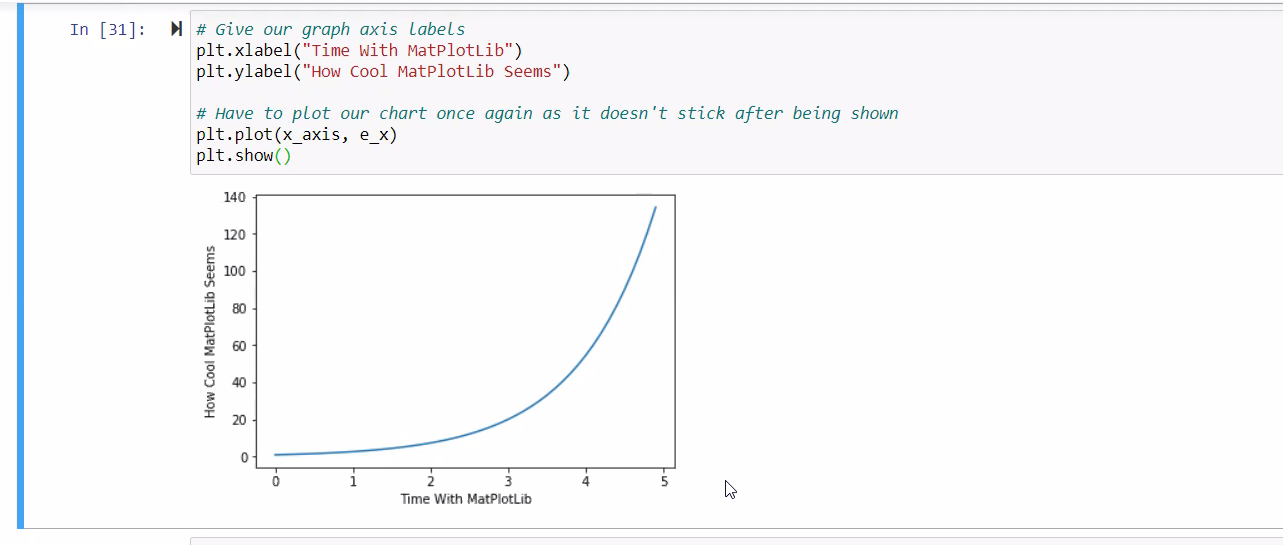 In [31]:
# Give our graph axis labels
plt.xlabel("Time With MatPlotLib")
plt.ylabel("How Cool MatPlotLib Seems")
# Have to plot our chart once again as it doesn't stick after being shown
plt.plot(x_axis, e_x)
plt.show()
140
120
100
80
60
40
20
0
How Cool MatPlotLib Seems
0 1 2 3 4 5
Time With MatPlotLib